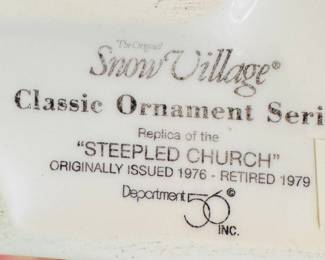 The Original
Snow Village®
Classic Ornament Seri
Replica of the
"STEEPLED CHURCH"
ORIGINALLY ISSUED 1976 - RETIRED 1979
Department 56©
INC.